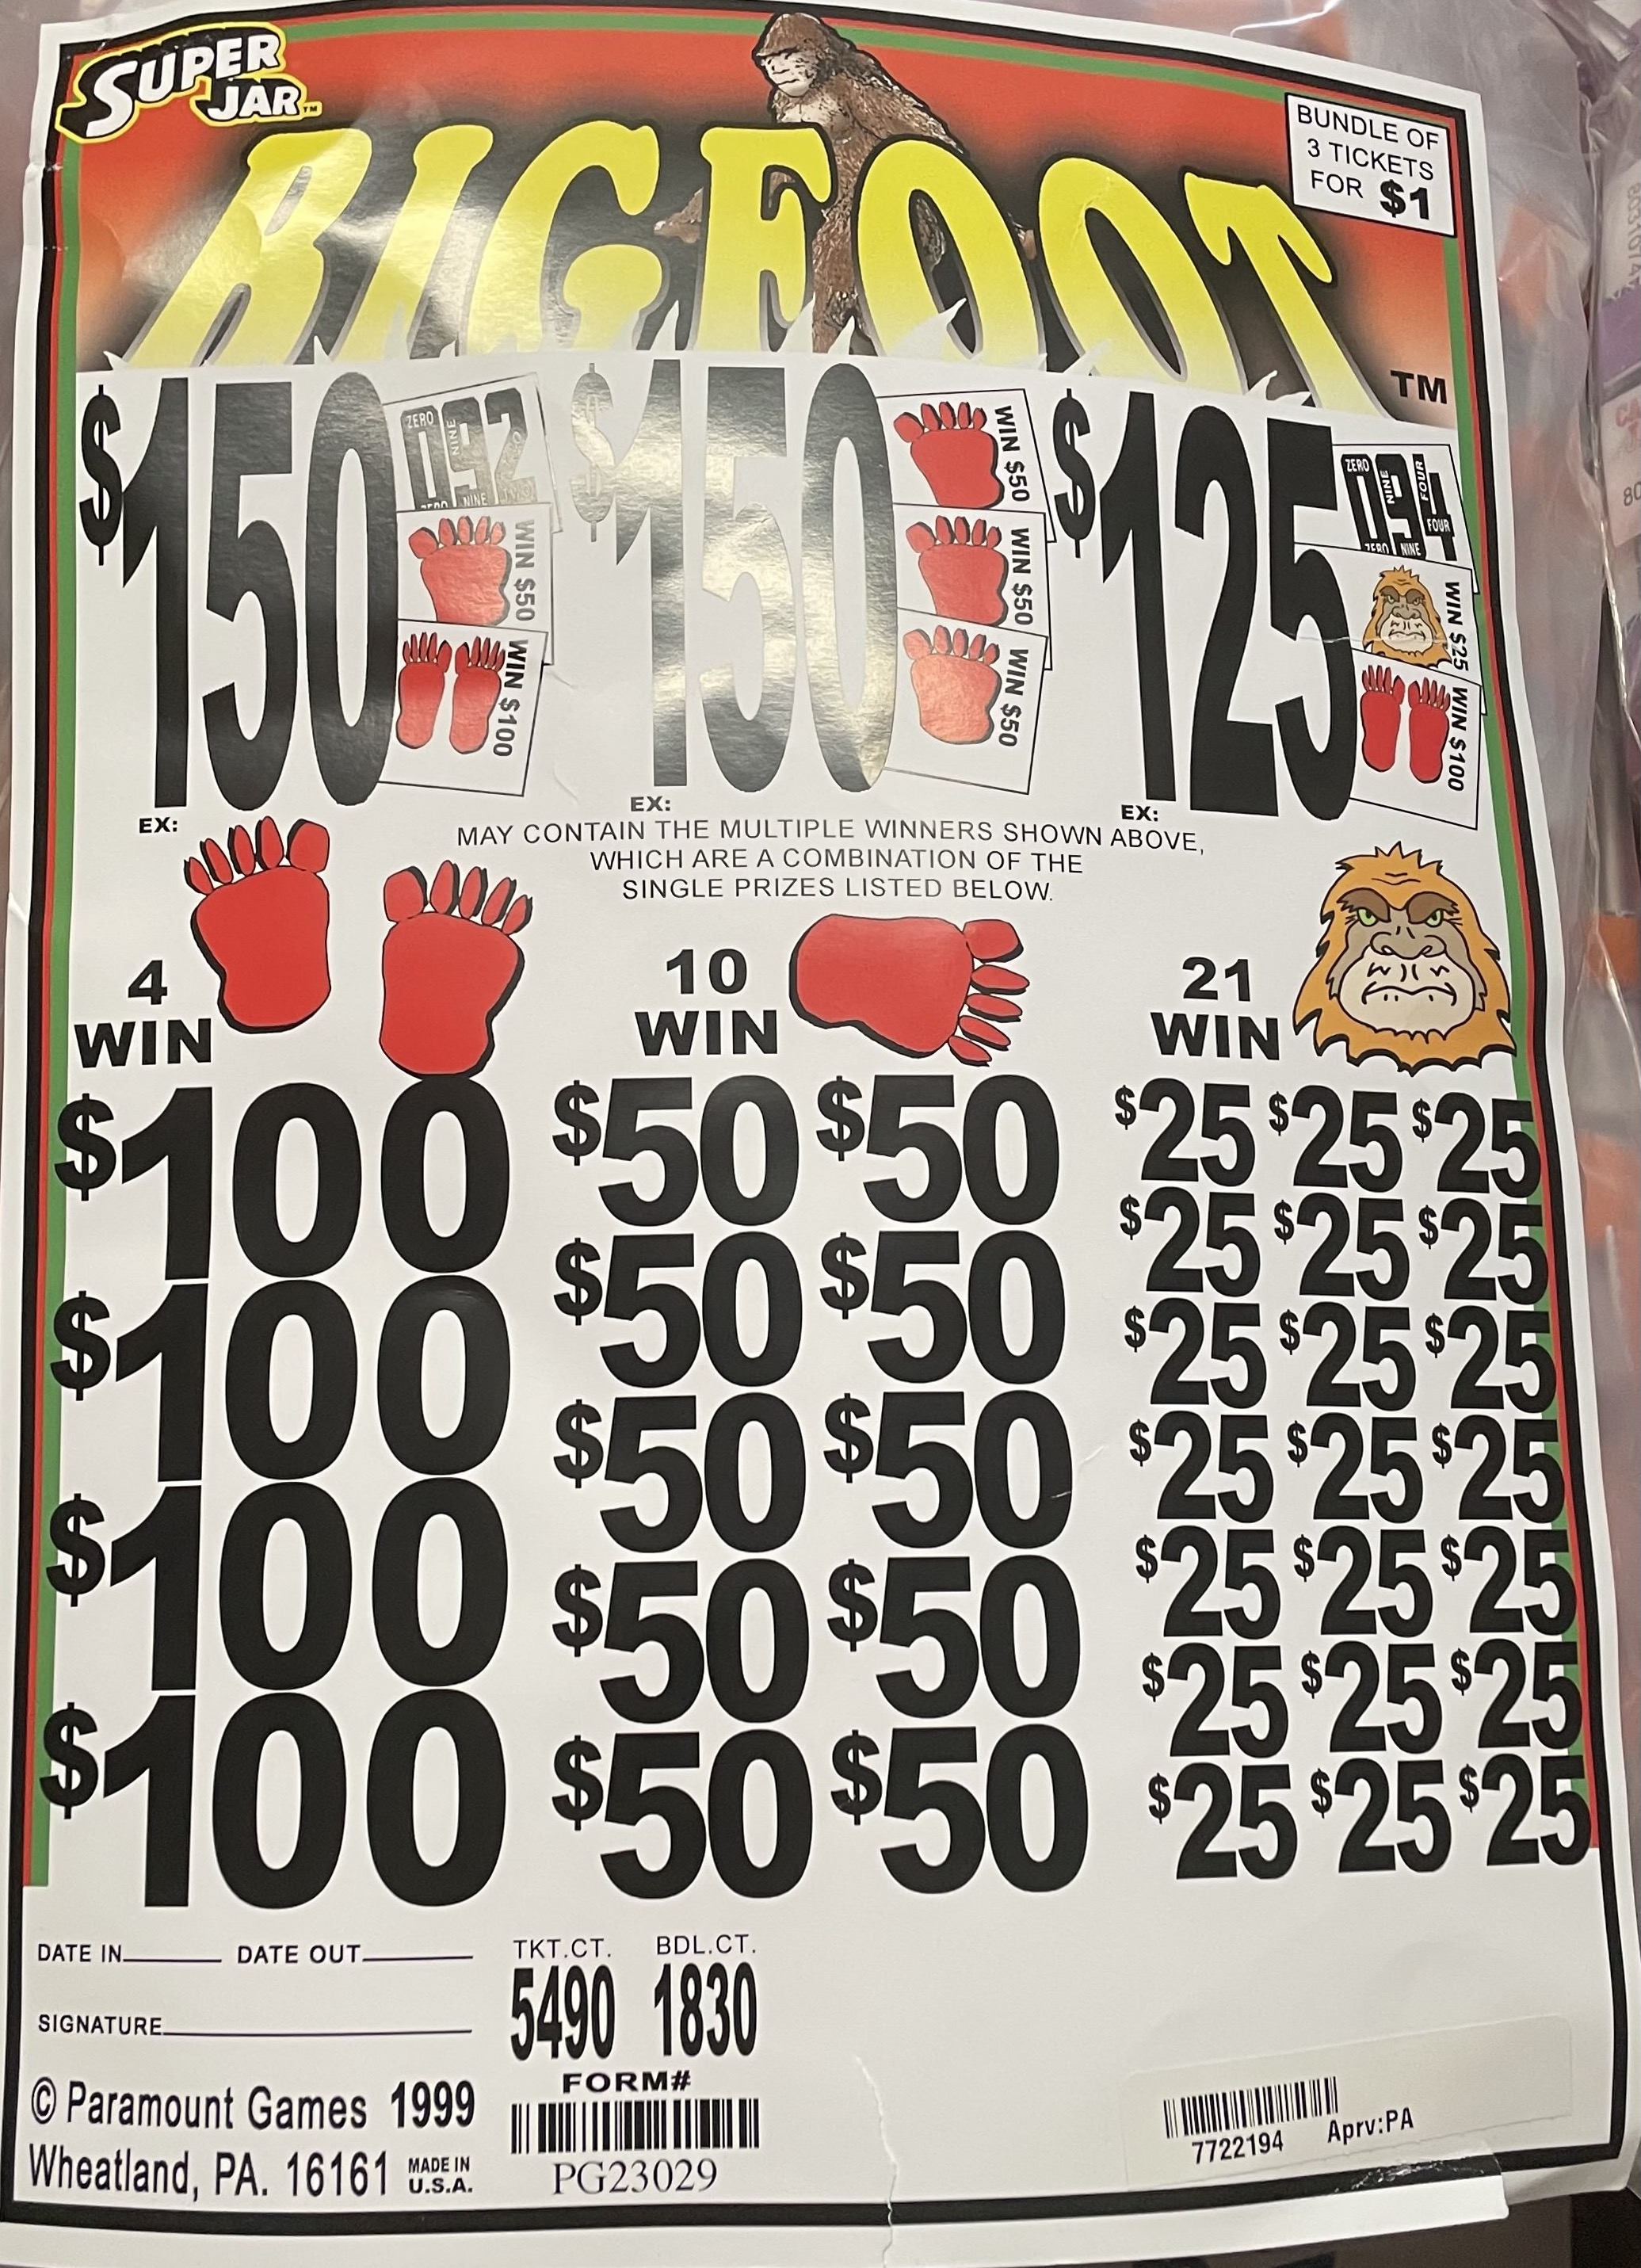 SUPER
JAR™
BUNDLE OF
3 TICKETS
FOR $1
BIGFOOT
TM
$150
ZERO
092
NINE
NINE
WIN $50
WIN $100
EX:
$150
WIN $50
WIN $50
WIN $50
EX:
$125
ZERO
094
NINE
FOUR
FOUR
ZERO NINE
WIN $25
WIN $100
EX:
MAY CONTAIN THE MULTIPLE WINNERS SHOWN ABOVE,
WHICH ARE A COMBINATION OF THE
SINGLE PRIZES LISTED BELOW.
4
WIN
$100
$100
$100
$100
10
WIN
$50 $50
$50 $50
$50 $50
$50 $50
$50 $50
21
WIN
$25 $25 $25
$25 $25 $25
$25 $25 $25
$25 $25 $25
$25 $25 $25
$25 $25 $25
$25 $25 $25
DATE IN DATE OUT
SIGNATURE
TKT.CT. BDL.CT.
5490 1830
FORM#
PG23029
© Paramount Games 1999
Wheatland, PA. 16161 MADE IN
U.S.A.
7722194 Aprv:PA